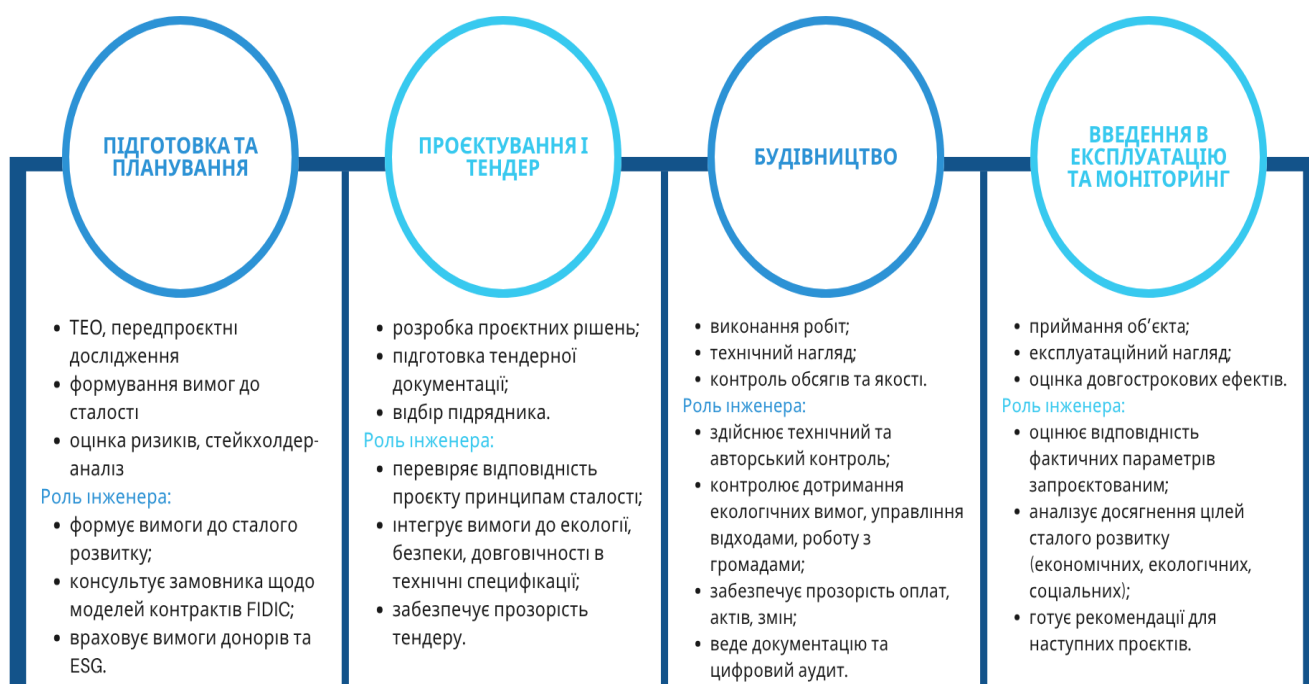 ПІДГОТОВКА ТА
ПЛАНУВАННЯ
• ТЕО, передпроєктні
дослідження
• формування вимог до
сталості
• оцінка ризиків, стейкхолдер-
аналіз
Роль інженера:
• формує вимоги до сталого
розвитку;
• консультує замовника щодо
моделей контрактів FIDIC;
• враховує вимоги донорів та
ESG.
ПРОЄКТУВАННЯ І
ТЕНДЕР
• розробка проєктних рішень;
• підготовка тендерної
документації;
• відбір підрядника.
Роль інженера:
• перевіряє відповідність
проєкту принципам сталості;
• інтегрує вимоги до екології,
безпеки, довговічності в
технічні специфікації;
• забезпечує прозорість
тендеру.
БУДІВНИЦТВО
• виконання робіт;
• технічний нагляд;
• контроль обсягів та якості.
Роль інженера:
• здійснює технічний та
авторський контроль;
• контролює дотримання
екологічних вимог, управління
відходами, роботу з
громадами;
• забезпечує прозорість оплат,
актів, змін;
• веде документацію та
цифровий аудит.
ВВЕДЕННЯ В
ЕКСПЛУАТАЦІЮ
ТА МОНІТОРИНГ
• приймання об’єкта;
• експлуатаційний нагляд;
• оцінка довгострокових ефектів.
Роль інженера:
• оцінює відповідність
фактичних параметрів
запроєктованим;
• аналізує досягнення цілей
сталого розвитку
(економічних, екологічних,
соціальних);
• готує рекомендації для
наступних проєктів.